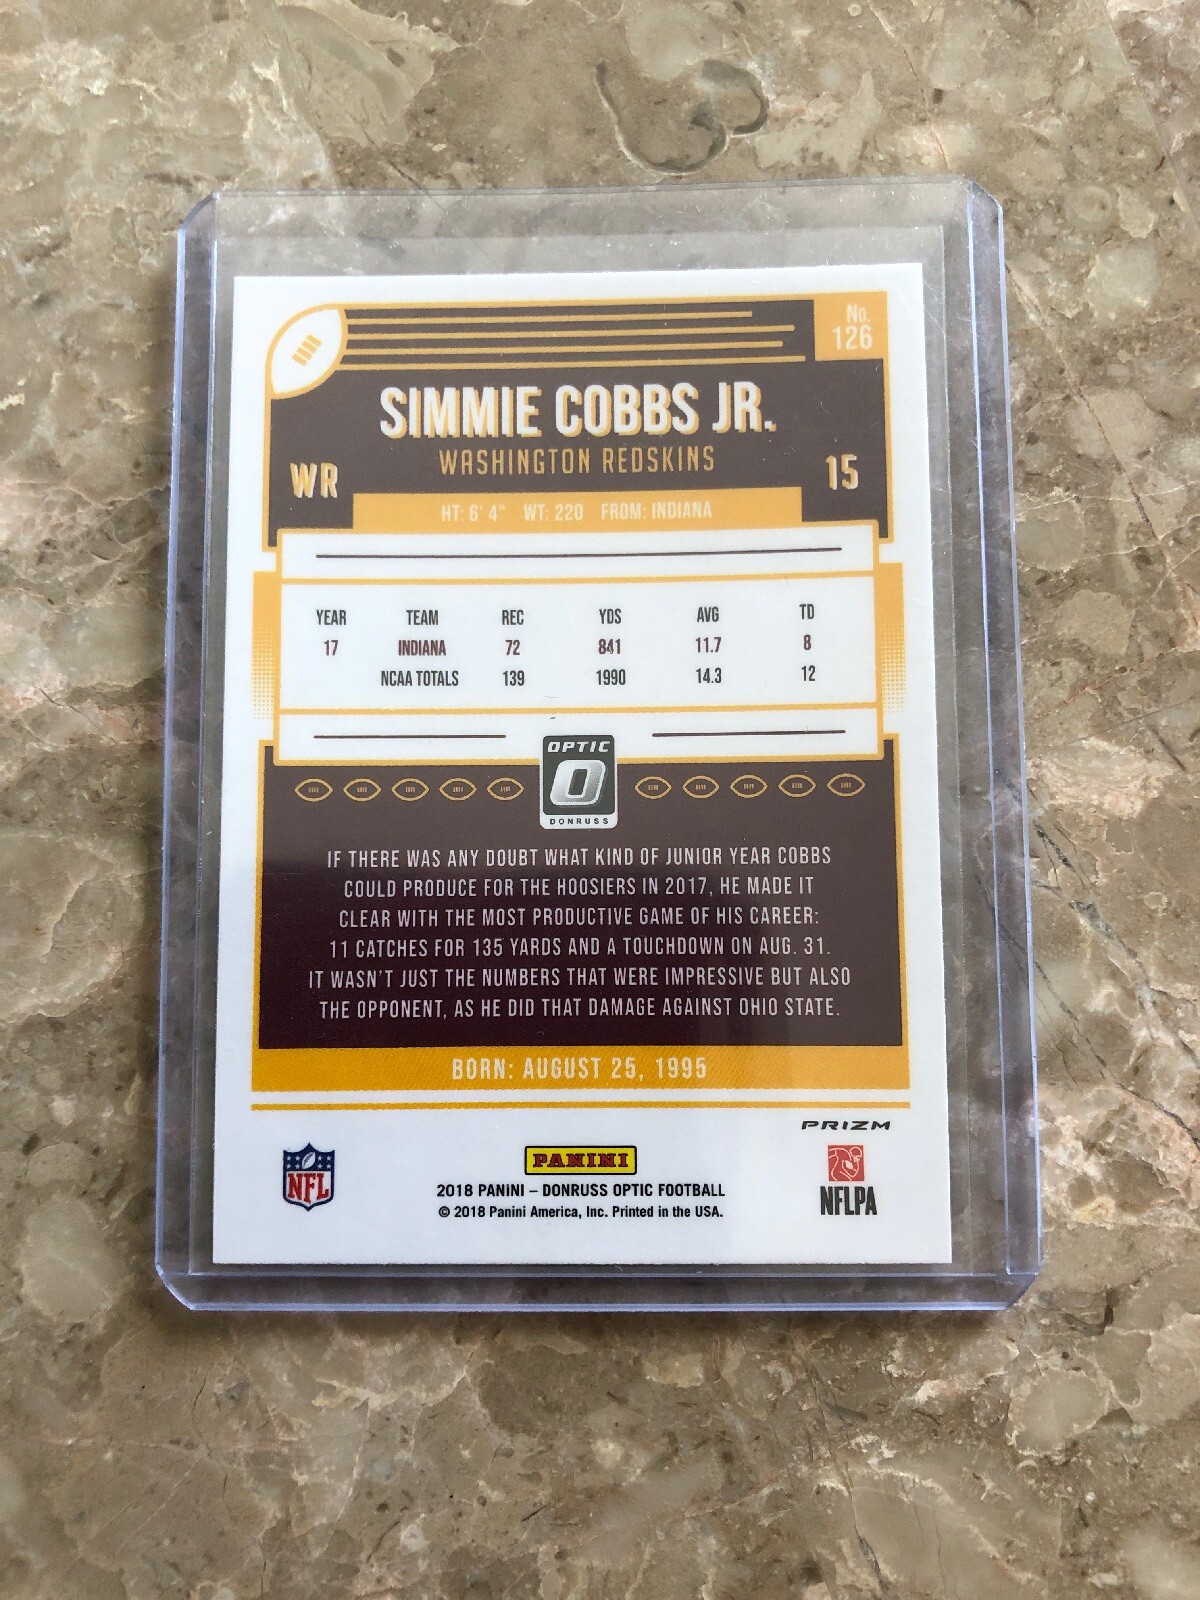 No.
126
SIMMIE COBBS JR.
WASHINGTON REDSKINS
WR
15
HT: 6' 4" WT: 220 FROM: INDIANA
YEAR TEAM REC YDS AVG TD
17 INDIANA 72 841 11.7 8
NCAA TOTALS 139 1990 14.3 12
OPTIC
O
DONRUSS
IF THERE WAS ANY DOUBT WHAT KIND OF JUNIOR YEAR COBBS
COULD PRODUCE FOR THE HOOSIERS IN 2017, HE MADE IT
CLEAR WITH THE MOST PRODUCTIVE GAME OF HIS CAREER:
11 CATCHES FOR 135 YARDS AND A TOUCHDOWN ON AUG. 31.
IT WASN'T JUST THE NUMBERS THAT WERE IMPRESSIVE BUT ALSO
THE OPPONENT, AS HE DID THAT DAMAGE AGAINST OHIO STATE.
BORN: AUGUST 25, 1995
PRIZM
NFL
PANINI
2018 PANINI – DONRUSS OPTIC FOOTBALL
© 2018 Panini America, Inc. Printed in the USA.
NFLPA